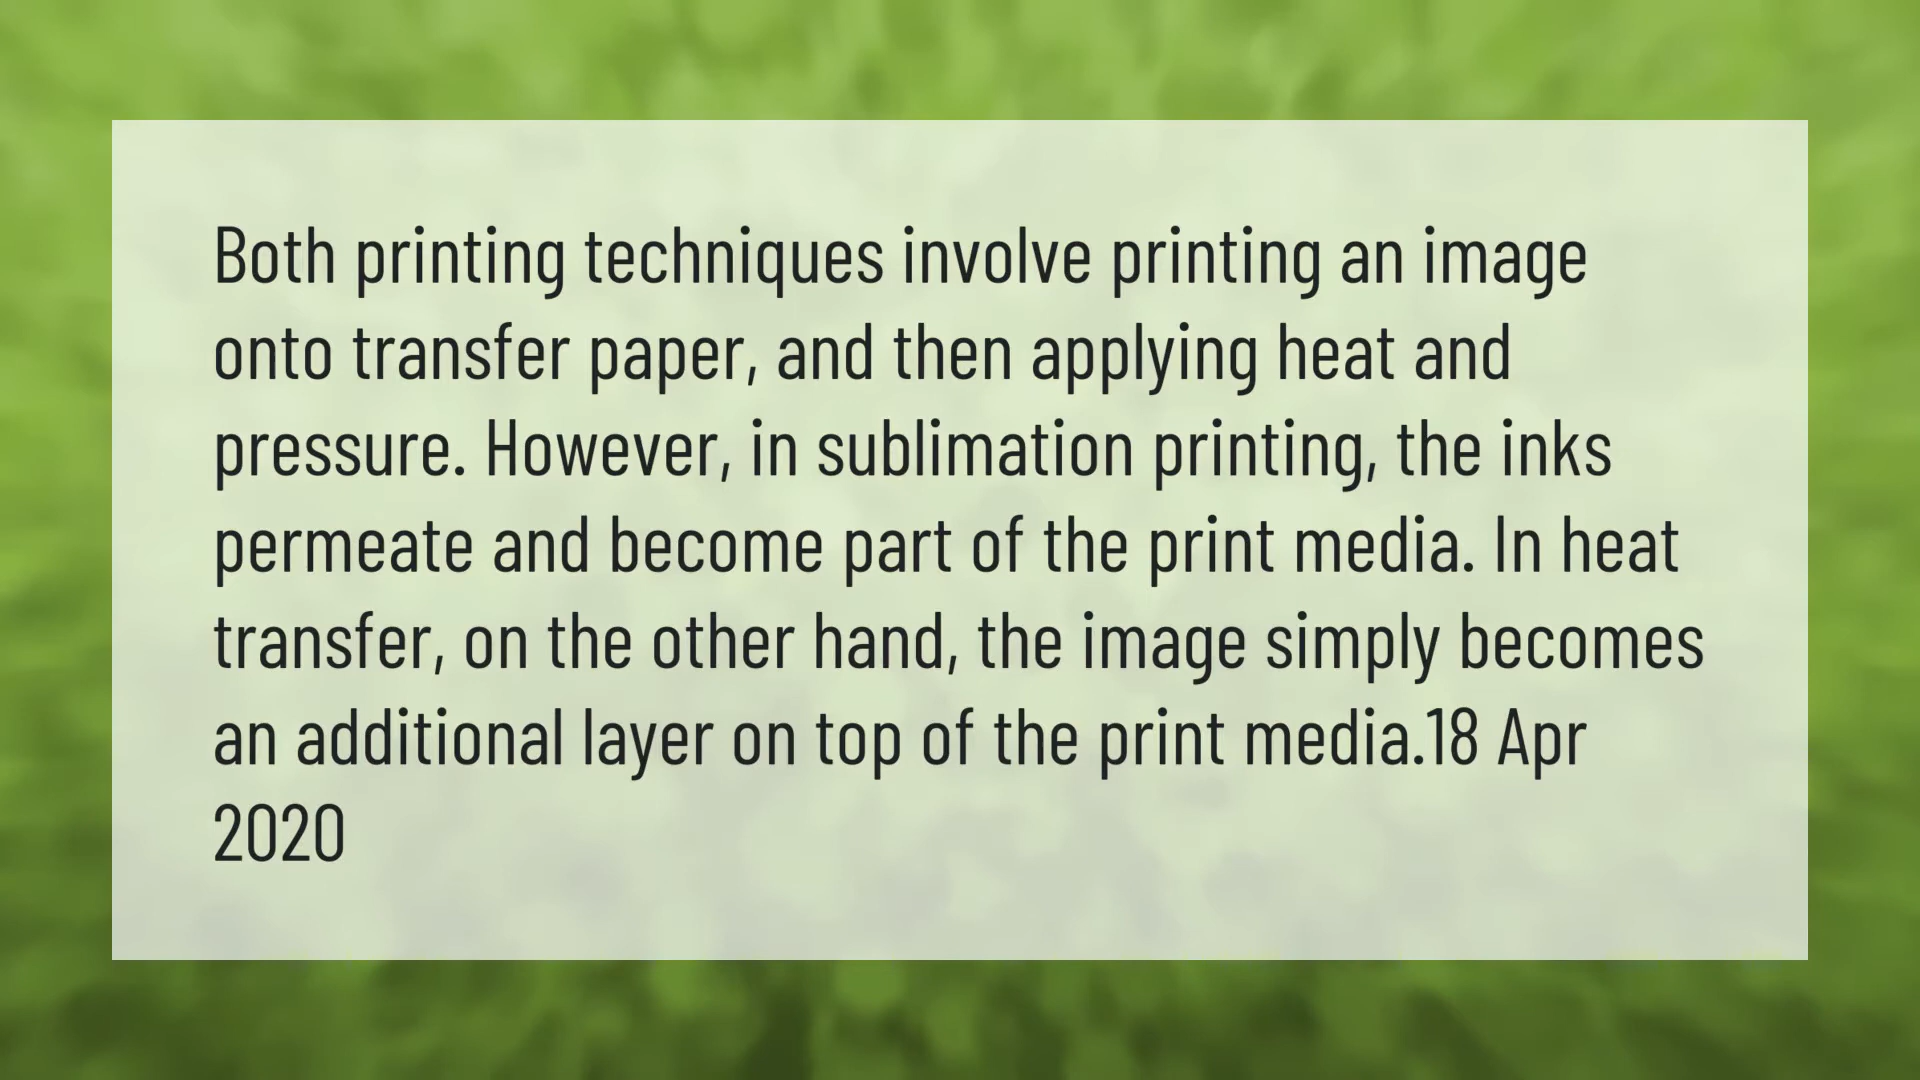 Both printing techniques involve printing an image
onto transfer paper, and then applying heat and
pressure. However, in sublimation printing, the inks
permeate and become part of the print media. In heat
transfer, on the other hand, the image simply becomes
an additional layer on top of the print media.18 Apr
2020